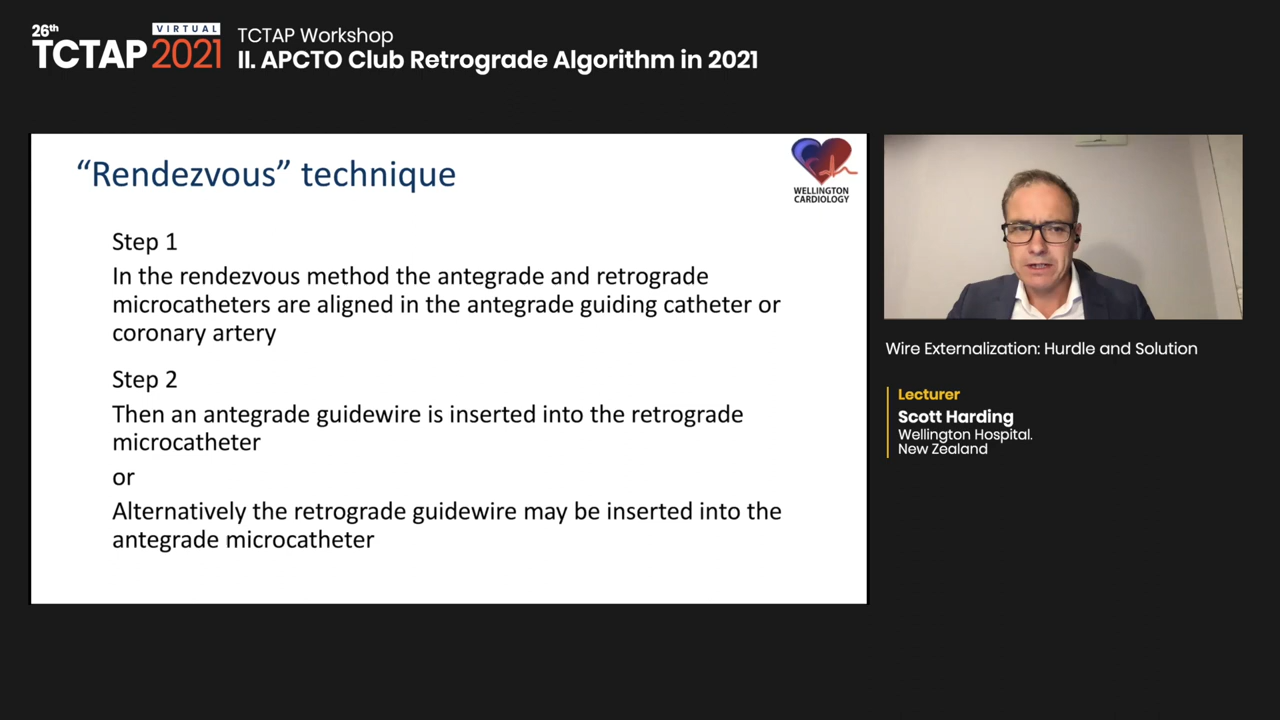 26th
VIRTUAL
TCTAP 2021
TCTAP Workshop
II. APCTO Club Retrograde Algorithm in 2021
“Rendezvous” technique
WELLINGTON
CARDIOLOGY
Step 1
In the rendezvous method the antegrade and retrograde
microcatheters are aligned in the antegrade guiding catheter or
coronary artery
Step 2
Then an antegrade guidewire is inserted into the retrograde
microcatheter
or
Alternatively the retrograde guidewire may be inserted into the
antegrade microcatheter
Wire Externalization: Hurdle and Solution
Lecturer
Scott Harding
Wellington Hospital.
New Zealand